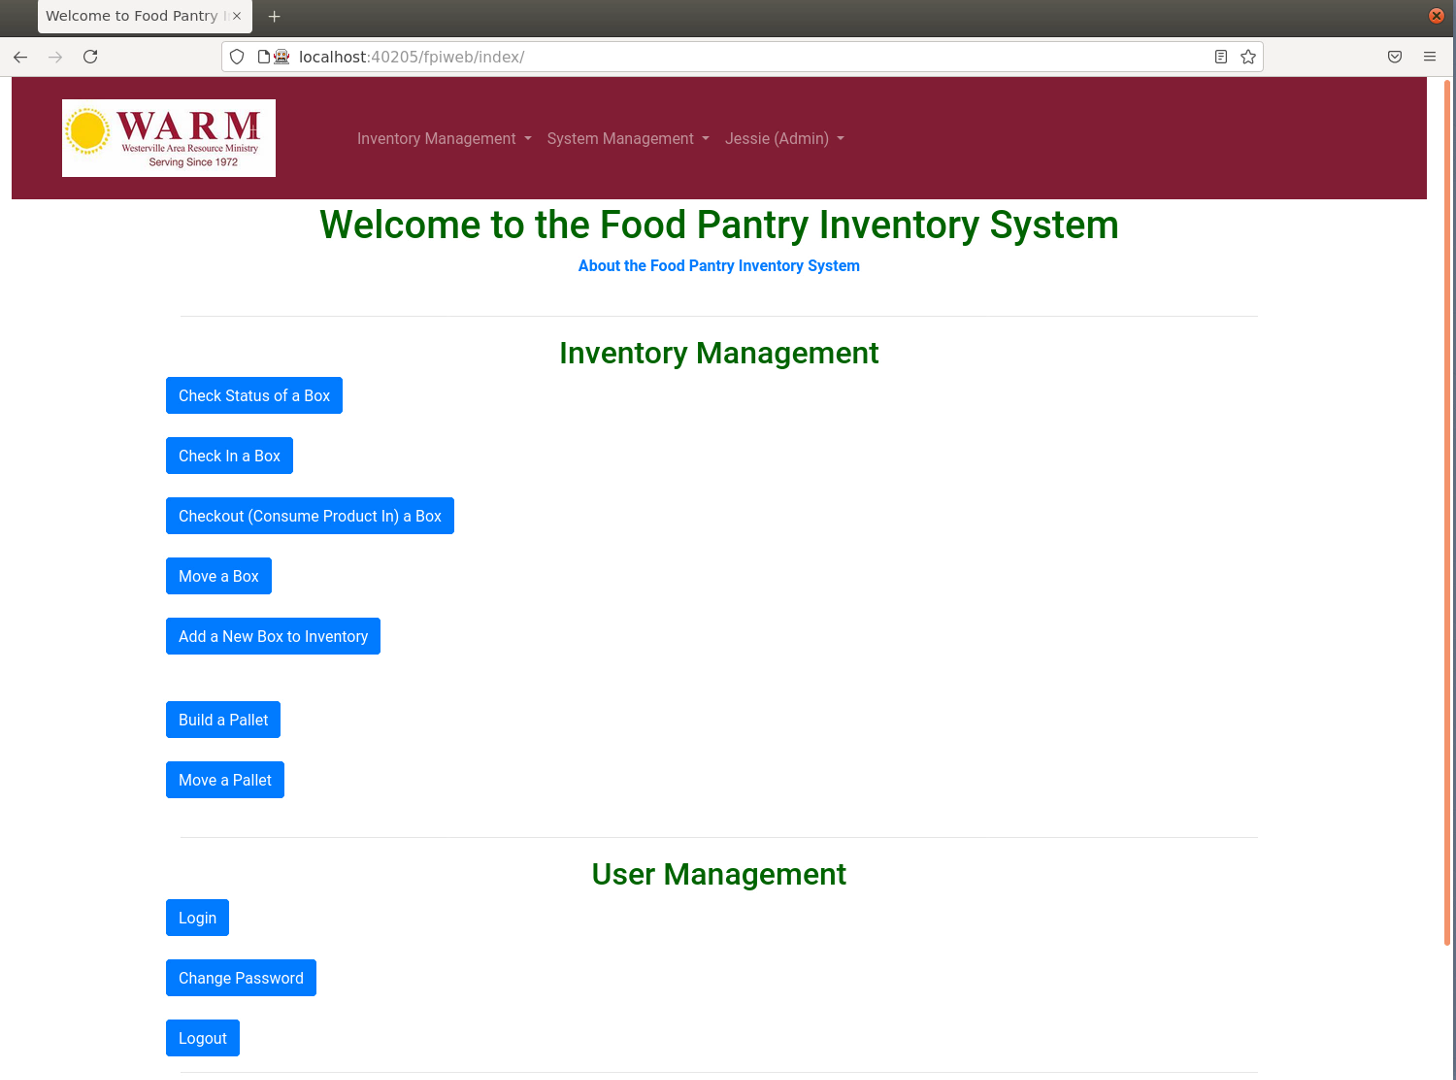 Welcome to Food Pantry
localhost:40205/fpiweb/index/
WARM
Westerville Area Resource Ministry
Serving Since 1972
Inventory Management
System Management
Jessie (Admin)
Welcome to the Food Pantry Inventory System
About the Food Pantry Inventory System
Inventory Management
Check Status of a Box
Check In a Box
Checkout (Consume Product In) a Box
Move a Box
Add a New Box to Inventory
Build a Pallet
Move a Pallet
User Management
Login
Change Password
Logout